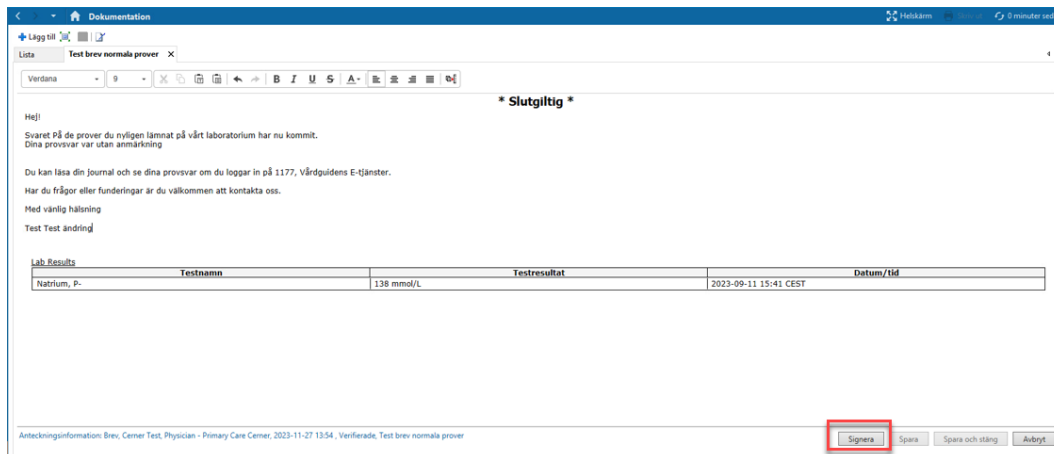 Dokumentation
Helskärm
0 minuter sed
Lägg till
Lista
Test brev normala prover X
Verdana 9 B I U S A
* Slutgiltig *
Hej!
Svaret På de prover du nyligen lämnat på vårt laboratorium har nu kommit.
Dina provsvar var utan anmärkning
Du kan läsa din journal och se dina provsvar om du loggar in på 1177, Vårdguidens E-tjänster.
Har du frågor eller funderingar är du välkommen att kontakta oss.
Med vänlig hälsning
Test Test ändring
Lab Results
Testnamn Testresultat Datum/tid
Natrium, P- 138 mmol/L 2023-09-11 15:41 CEST
Anteckningsinformation: Brev, Cerner Test, Physician - Primary Care Cerner, 2023-11-27 13:54 , Verifierade, Test brev normala prover
Signera Spara Spara och stäng Avbryt